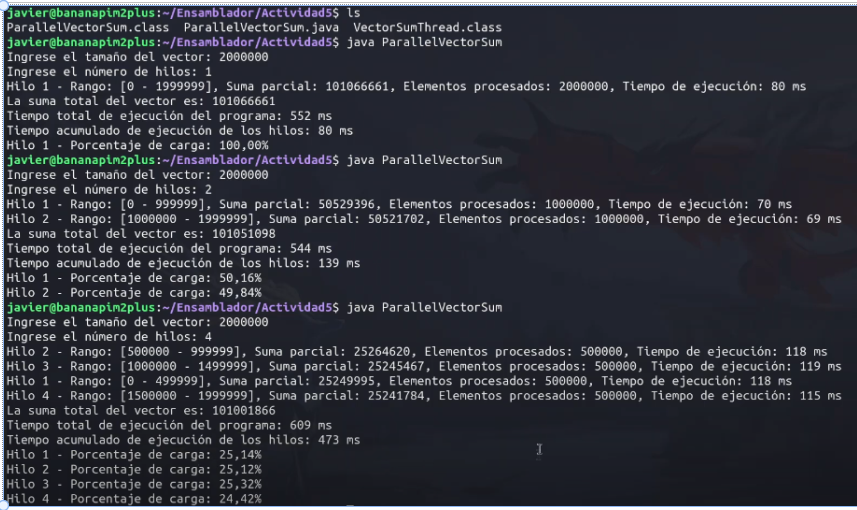 javier@bananapim2plus:~/Ensamblador/Actividad5$ ls
ParallelVectorSum.class  ParallelVectorSum.java  VectorSumThread.class
javier@bananapim2plus:~/Ensamblador/Actividad5$ java ParallelVectorSum
Ingrese el tamaño del vector: 2000000
Ingrese el número de hilos: 1
Hilo 1 - Rango: [0 - 1999999], Suma parcial: 101066661, Elementos procesados: 2000000, Tiempo de ejecución: 80 ms
La suma total del vector es: 101066661
Tiempo total de ejecución del programa: 552 ms
Tiempo acumulado de ejecución de los hilos: 80 ms
Hilo 1 - Porcentaje de carga: 100,00%
javier@bananapim2plus:~/Ensamblador/Actividad5$ java ParallelVectorSum
Ingrese el tamaño del vector: 2000000
Ingrese el número de hilos: 2
Hilo 1 - Rango: [0 - 999999], Suma parcial: 50529396, Elementos procesados: 1000000, Tiempo de ejecución: 70 ms
Hilo 2 - Rango: [1000000 - 1999999], Suma parcial: 50521702, Elementos procesados: 1000000, Tiempo de ejecución: 69 ms
La suma total del vector es: 101051098
Tiempo total de ejecución del programa: 544 ms
Tiempo acumulado de ejecución de los hilos: 139 ms
Hilo 1 - Porcentaje de carga: 50,16%
Hilo 2 - Porcentaje de carga: 49,84%
javier@bananapim2plus:~/Ensamblador/Actividad5$ java ParallelVectorSum
Ingrese el tamaño del vector: 2000000
Ingrese el número de hilos: 4
Hilo 2 - Rango: [500000 - 999999], Suma parcial: 25264620, Elementos procesados: 500000, Tiempo de ejecución: 118 ms
Hilo 3 - Rango: [1000000 - 1499999], Suma parcial: 25245467, Elementos procesados: 500000, Tiempo de ejecución: 119 ms
Hilo 1 - Rango: [0 - 499999], Suma parcial: 25249995, Elementos procesados: 500000, Tiempo de ejecución: 118 ms
Hilo 4 - Rango: [1500000 - 1999999], Suma parcial: 25241784, Elementos procesados: 500000, Tiempo de ejecución: 115 ms
La suma total del vector es: 101001866
Tiempo total de ejecución del programa: 609 ms
Tiempo acumulado de ejecución de los hilos: 473 ms
Hilo 1 - Porcentaje de carga: 25,14%
Hilo 2 - Porcentaje de carga: 25,12%
Hilo 3 - Porcentaje de carga: 25,32%
Hilo 4 - Porcentaje de carga: 24,42%